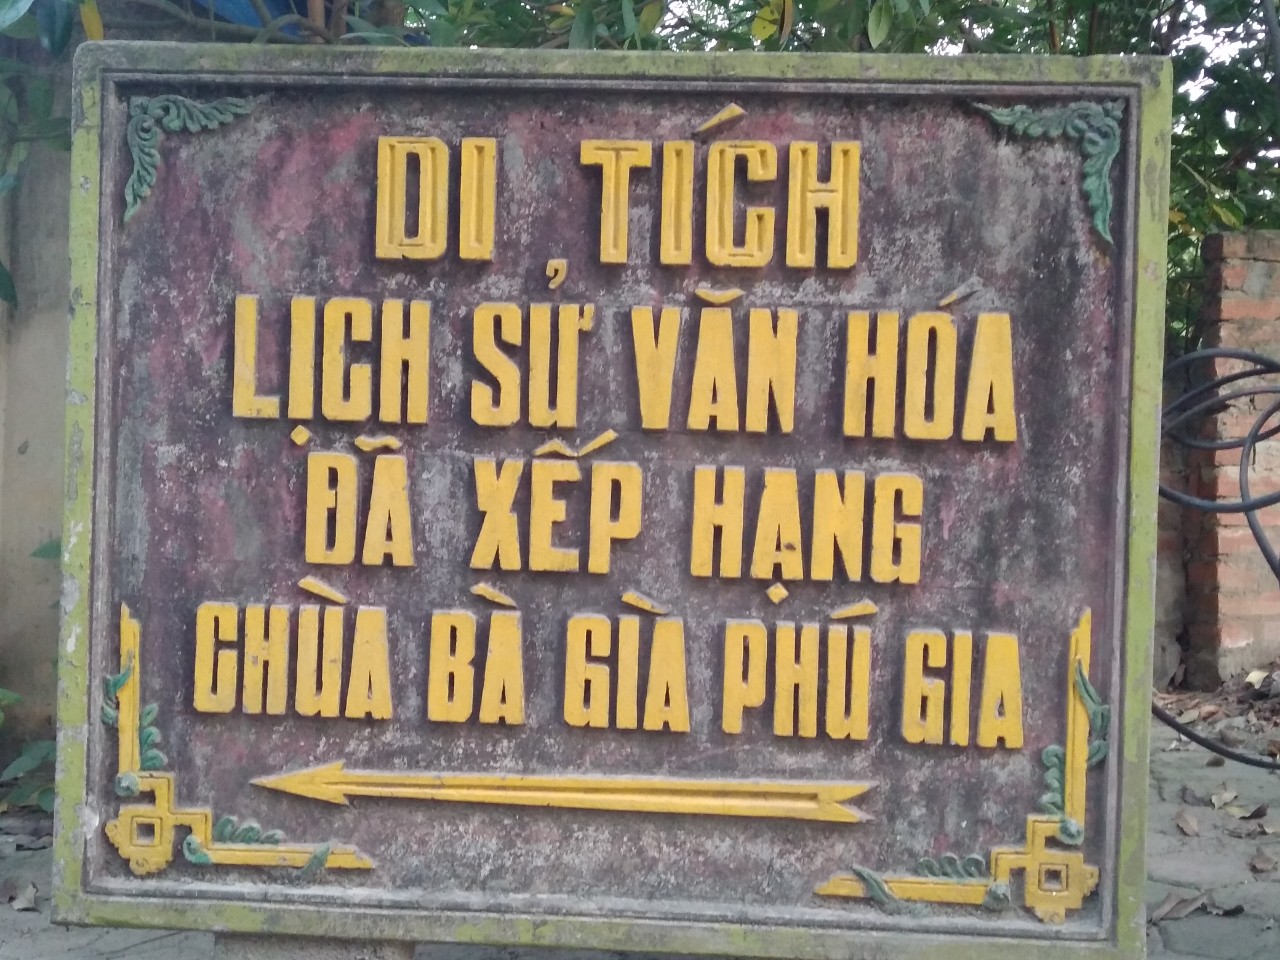 DI TÍCH
LỊCH SỬ VĂN HÓA
ĐÃ XẾP HẠNG
CHÙA BÀ GIÀ PHÚ GIA